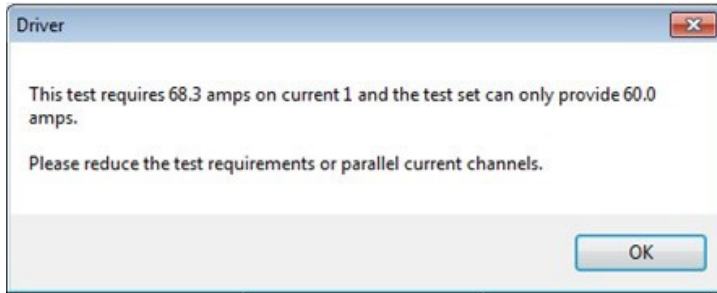 Driver
This test requires 68.3 amps on current 1 and the test set can only provide 60.0
amps.
Please reduce the test requirements or parallel current channels.
OK